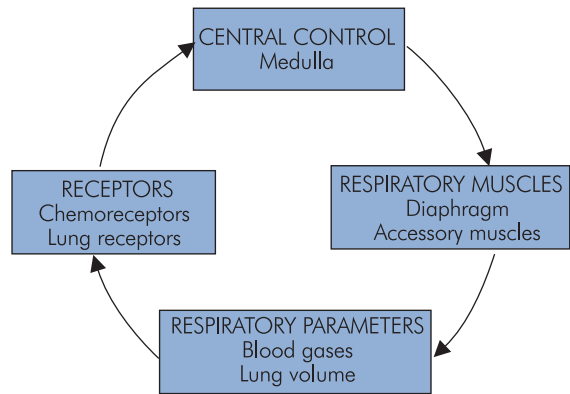 CENTRAL CONTROL
Medulla
RESPIRATORY MUSCLES
Diaphragm
Accessory muscles
RESPIRATORY PARAMETERS
Blood gases
Lung volume
RECEPTORS
Chemoreceptors
Lung receptors